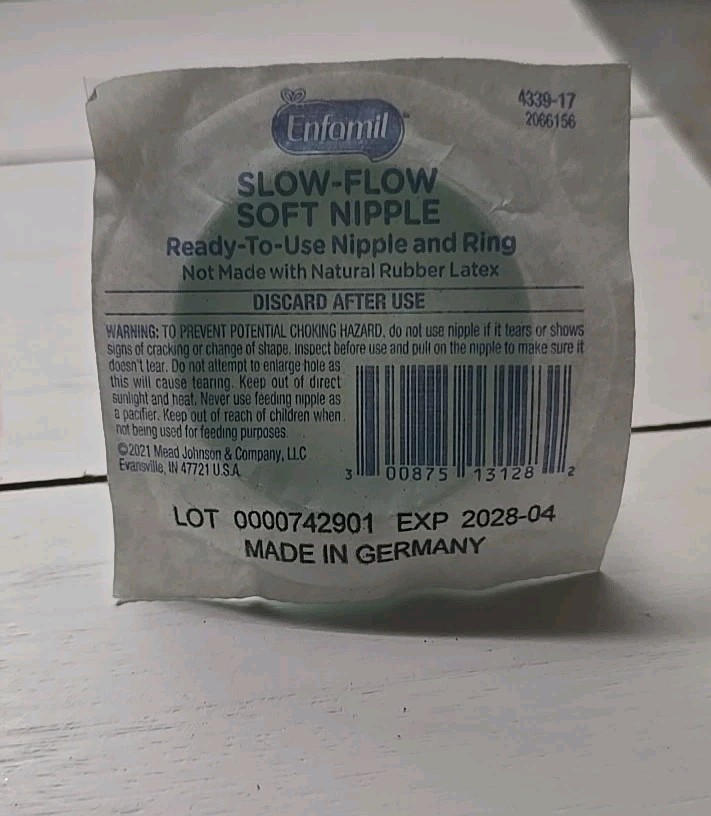 Enfamil™
4339-17
2066156
SLOW-FLOW
SOFT NIPPLE
Ready-To-Use Nipple and Ring
Not Made with Natural Rubber Latex
DISCARD AFTER USE
WARNING: TO PREVENT POTENTIAL CHOKING HAZARD, do not use nipple if it tears or shows
signs of cracking or change of shape. Inspect before use and pull on the nipple to make sure it
doesn't tear. Do not attempt to enlarge hole as
this will cause tearing. Keep out of direct
sunlight and heat. Never use feeding nipple as
a pacifier. Keep out of reach of children when
not being used for feeding purposes.
©2021 Mead Johnson & Company, LLC
Evansville, IN 47721 U.S.A.
3 00875 13128 2
LOT 0000742901 EXP 2028-04
MADE IN GERMANY